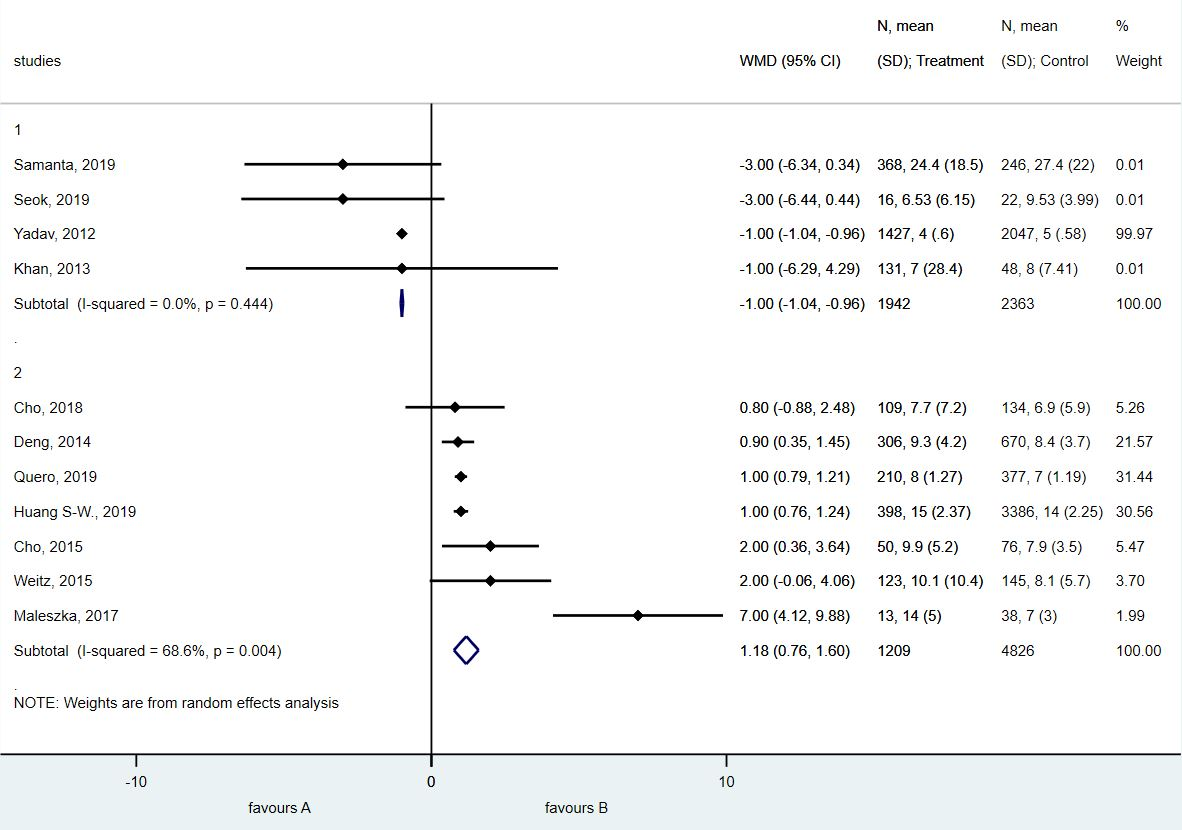 N, mean N, mean %
studies WMD (95% CI) (SD); Treatment (SD); Control Weight
1
Samanta, 2019 -3.00 (-6.34, 0.34) 368, 24.4 (18.5) 246, 27.4 (22) 0.01
Seok, 2019 -3.00 (-6.44, 0.44) 16, 6.53 (6.15) 22, 9.53 (3.99) 0.01
Yadav, 2012 -1.00 (-1.04, -0.96) 1427, 4 (.6) 2047, 5 (.58) 99.97
Khan, 2013 -1.00 (-6.29, 4.29) 131, 7 (28.4) 48, 8 (7.41) 0.01
Subtotal (I-squared = 0.0%, p = 0.444) -1.00 (-1.04, -0.96) 1942 2363 100.00
.
2
Cho, 2018 0.80 (-0.88, 2.48) 109, 7.7 (7.2) 134, 6.9 (5.9) 5.26
Deng, 2014 0.90 (0.35, 1.45) 306, 9.3 (4.2) 670, 8.4 (3.7) 21.57
Quero, 2019 1.00 (0.79, 1.21) 210, 8 (1.27) 377, 7 (1.19) 31.44
Huang S-W., 2019 1.00 (0.76, 1.24) 398, 15 (2.37) 3386, 14 (2.25) 30.56
Cho, 2015 2.00 (0.36, 3.64) 50, 9.9 (5.2) 76, 7.9 (3.5) 5.47
Weitz, 2015 2.00 (-0.06, 4.06) 123, 10.1 (10.4) 145, 8.1 (5.7) 3.70
Maleszka, 2017 7.00 (4.12, 9.88) 13, 14 (5) 38, 7 (3) 1.99
Subtotal (I-squared = 68.6%, p = 0.004) 1.18 (0.76, 1.60) 1209 4826 100.00
.
NOTE: Weights are from random effects analysis
-10 0 10
favours A favours B